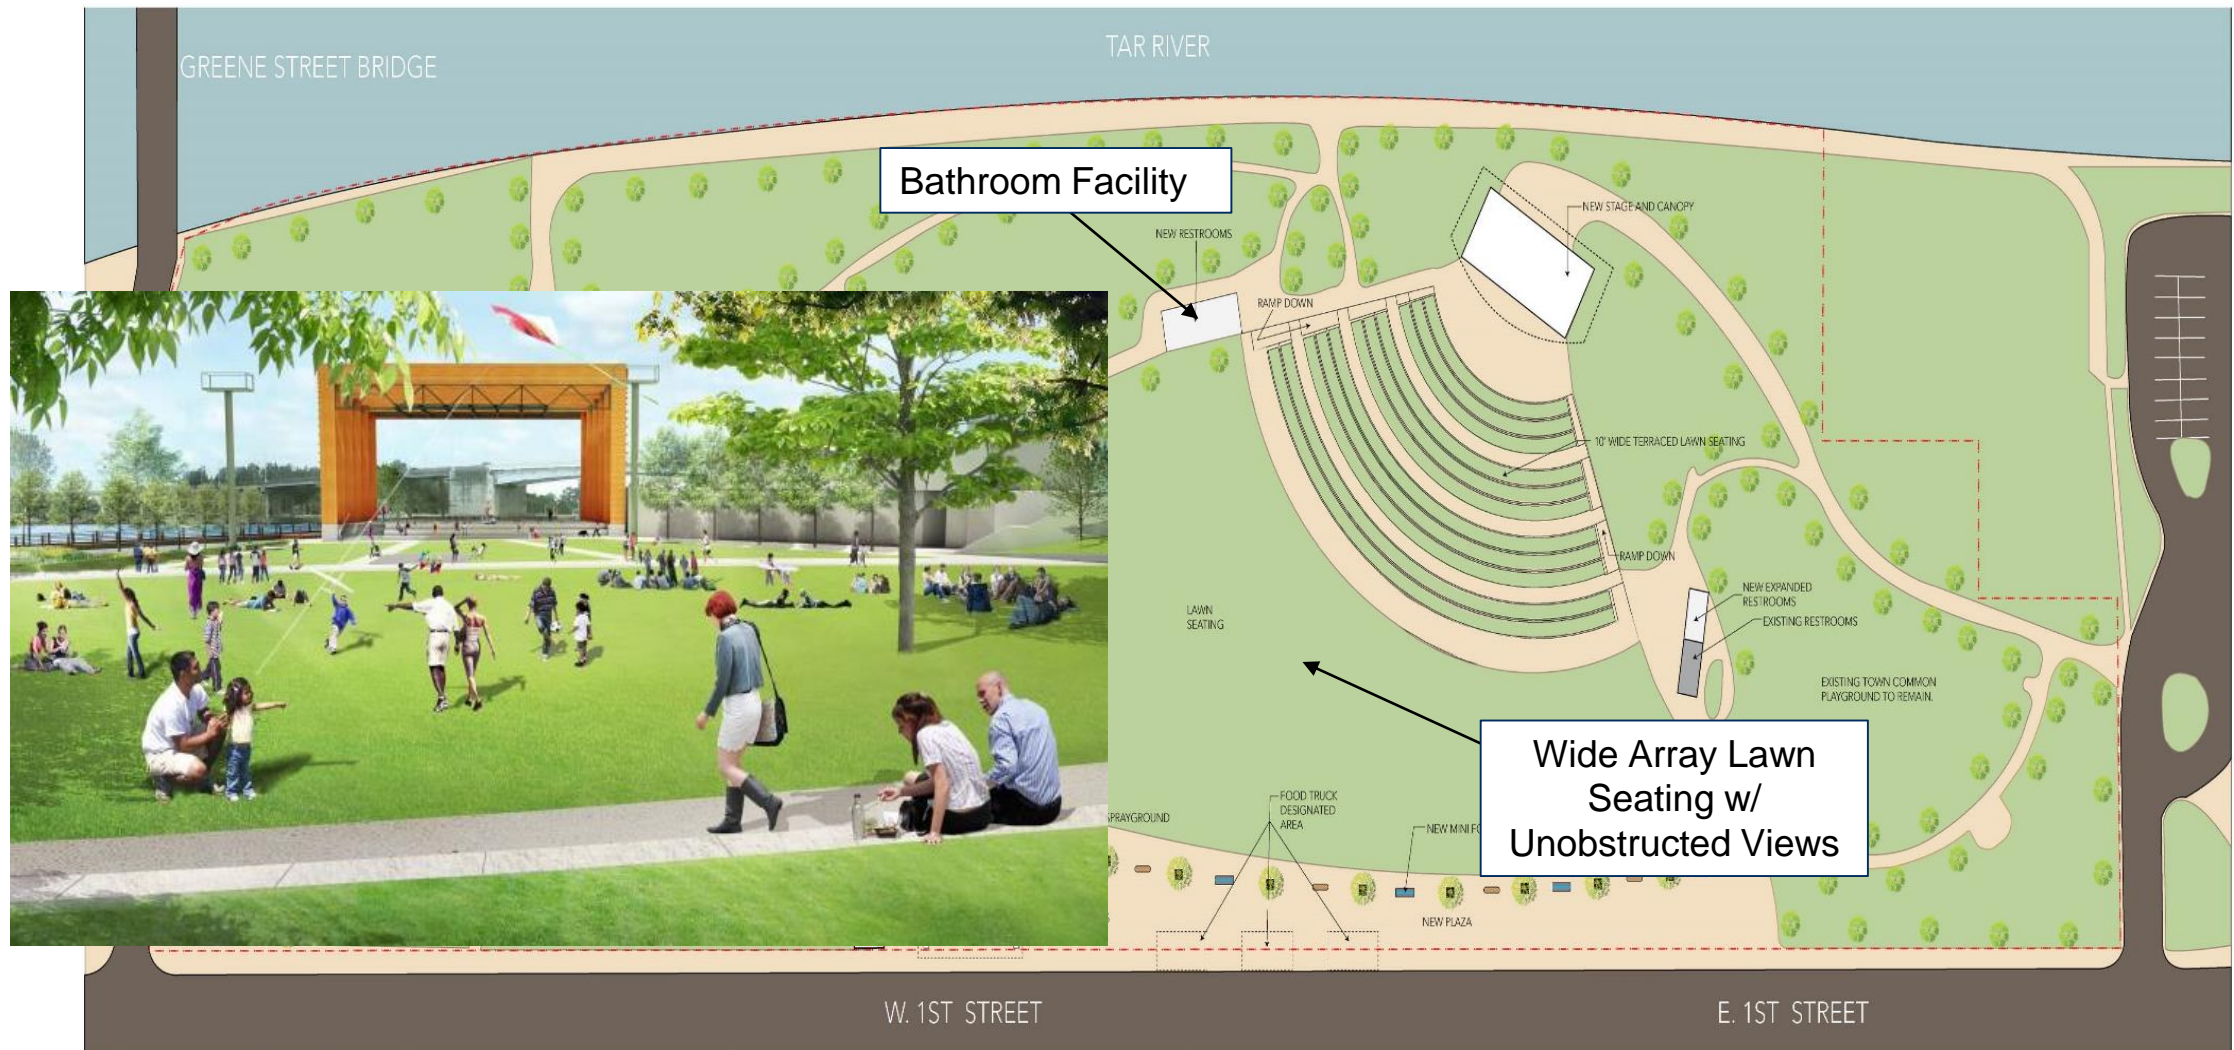 TAR RIVER
GREENE STREET BRIDGE
Bathroom Facility
NEW STAGE AND CANOPY
NEW RESTROOMS
RAMP DOWN
10' WIDE TERRACED LAWN SEATING
RAMP DOWN
NEW EXPANDED
RESTROOMS
EXISTING RESTROOMS
LAWN
SEATING
EXISTING TOWN COMMON
PLAYGROUND TO REMAIN.
Wide Array Lawn
Seating w/
Unobstructed Views
FOOD TRUCK
DESIGNATED
AREA
SPRAYGROUND
NEW MINI
NEW PLAZA
W. 1ST STREET
E. 1ST STREET